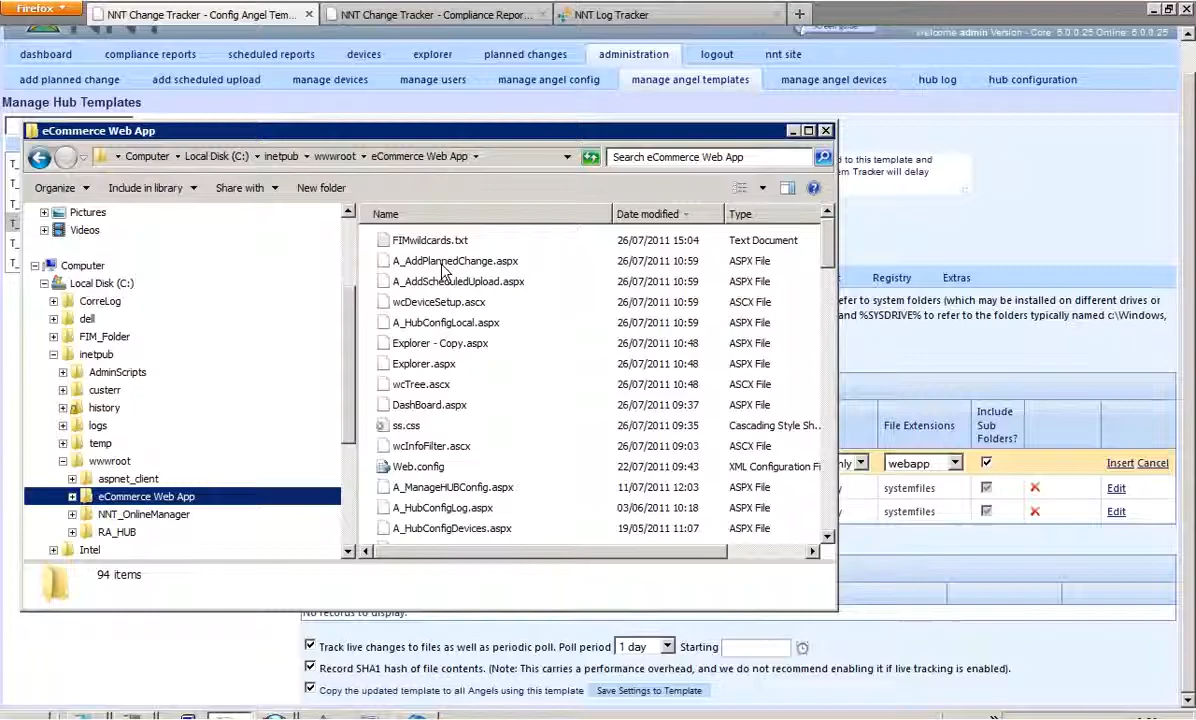 Firefox
NNT Change Tracker - Config Angel Tem...
NNT Change Tracker - Compliance Repor...
NNT Log Tracker
Welcome admin Version - Core: 5.0.0.25 Online: 5.0.0.25
dashboard compliance reports scheduled reports devices explorer planned changes administration logout nnt site
add planned change add scheduled upload manage devices manage users manage angel config manage angel templates manage angel devices hub log hub configuration
Manage Hub Templates
eCommerce Web App
Computer Local Disk (C:) inetpub wwwroot eCommerce Web App
Search eCommerce Web App
d to this template and
em Tracker will delay
Organize Include in library Share with New folder
Pictures
Videos
Computer
Local Disk (C:)
CorreLog
dell
FIM_Folder
inetpub
AdminScripts
custerr
history
logs
temp
wwwroot
aspnet_client
eCommerce Web App
NNT_OnlineManager
RA_HUB
Intel
Name Date modified Type
FIMwildcards.txt 26/07/2011 15:04 Text Document
A_AddPlannedChange.aspx 26/07/2011 10:59 ASPX File
A_AddScheduledUpload.aspx 26/07/2011 10:59 ASPX File
wcDeviceSetup.ascx 26/07/2011 10:59 ASCX File
A_HubConfigLocal.aspx 26/07/2011 10:59 ASPX File
Explorer - Copy.aspx 26/07/2011 10:48 ASPX File
Explorer.aspx 26/07/2011 10:48 ASPX File
wcTree.ascx 26/07/2011 10:48 ASCX File
DashBoard.aspx 26/07/2011 09:37 ASPX File
ss.css 26/07/2011 09:35 Cascading Style Sh...
wcInfoFilter.ascx 26/07/2011 09:03 ASCX File
Web.config 22/07/2011 09:43 XML Configuration Fi
A_ManageHUBConfig.aspx 11/07/2011 12:03 ASPX File
A_HubConfigLog.aspx 03/06/2011 10:18 ASPX File
A_HubConfigDevices.aspx 19/05/2011 11:07 ASPX File
94 items
Registry Extras
efer to system folders (which may be installed on different drives or
and %SYSDRIVE% to refer to the folders typically named c:\Windows,
File Extensions
Include
Sub
Folders?
nly webapp Insert Cancel
systemfiles Edit
systemfiles Edit
No records to display.
Track live changes to files as well as periodic poll. Poll period 1 day Starting
Record SHA1 hash of file contents. (Note: This carries a performance overhead, and we do not recommend enabling it if live tracking is enabled).
Copy the updated template to all Angels using this template Save Settings to Template